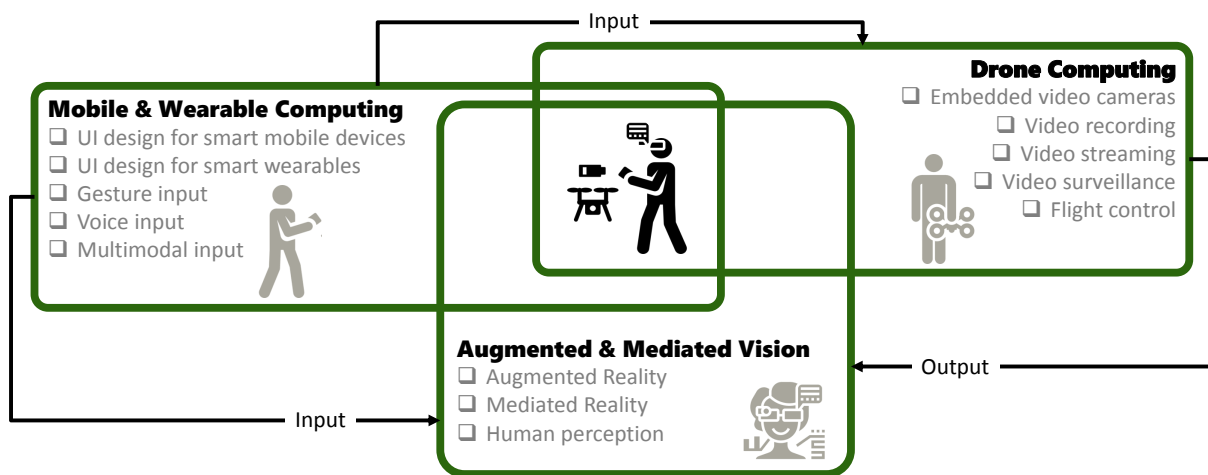 Input
Drone Computing
❑ Embedded video cameras
❑ Video recording
❑ Video streaming
❑ Video surveillance
❑ Flight control
Mobile & Wearable Computing
❑ UI design for smart mobile devices
❑ UI design for smart wearables
❑ Gesture input
❑ Voice input
❑ Multimodal input
Augmented & Mediated Vision
❑ Augmented Reality
❑ Mediated Reality
❑ Human perception
Output
Input